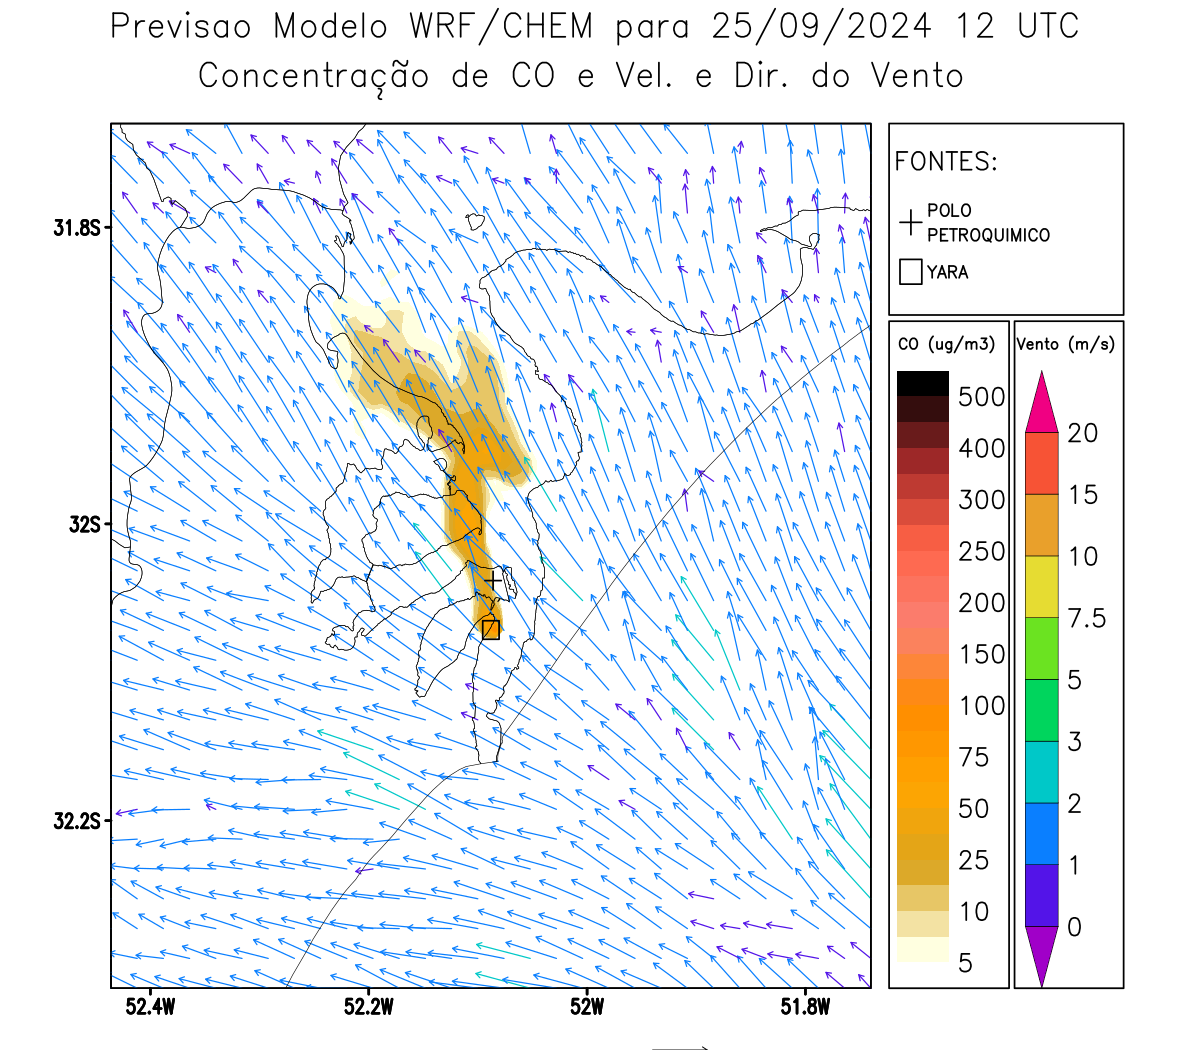 Previsao Modelo WRF/CHEM para 25/09/2024 12 UTC
Concentração de CO e Vel. e Dir. do Vento
FONTES:
POLO
PETROQUIMICO
YARA
CO (ug/m3)
500
400
300
250
200
150
100
75
50
25
10
5
Vento (m/s)
20
15
10
7.5
5
3
2
1
0
31.8S
32S
32.2S
52.4W
52.2W
52W
51.8W